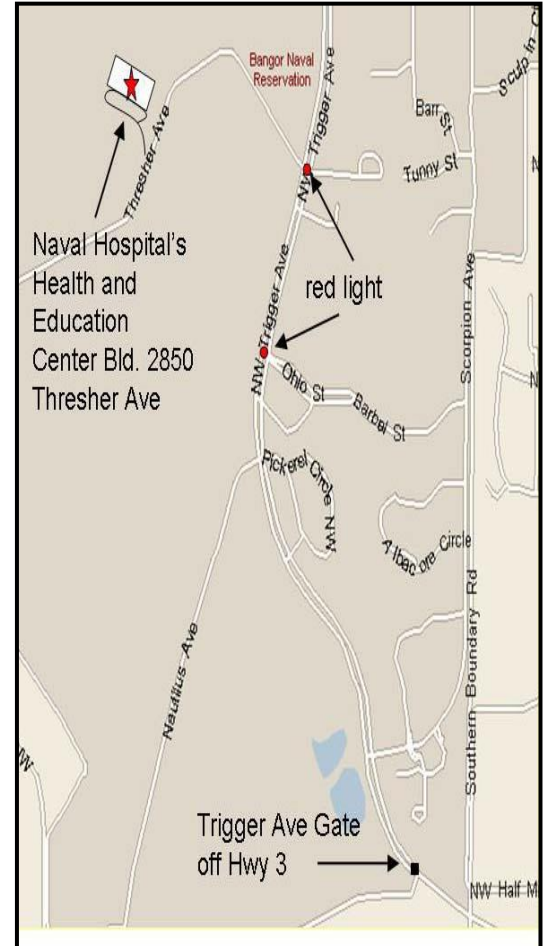 Bangor Naval
Reservation
NW Trigger Ave
Sculp in C
Barr St
Tunny St
Thresher Ave
Naval Hospital's
Health and
Education
Center Bld. 2850
Thresher Ave
red light
NW Trigger Ave
Scorpion Ave
Ohio St
Barbel St
Pickerel Circle NW
Albacore Circle
Nautilus Ave
Southern Boundary Rd
NW
Trigger Ave Gate
off Hwy 3
NW Half M